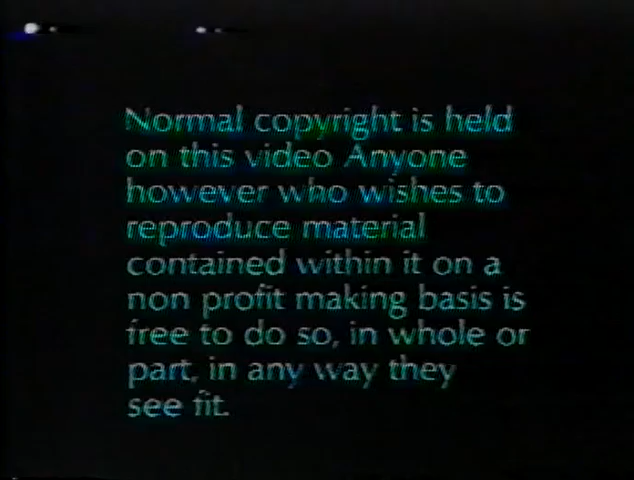 Normal copyright is held
on this video Anyone
however who wishes to
reproduce material
contained within it on a
non profit making basis is
free to do so, in whole or
part, in any way they
see fit.